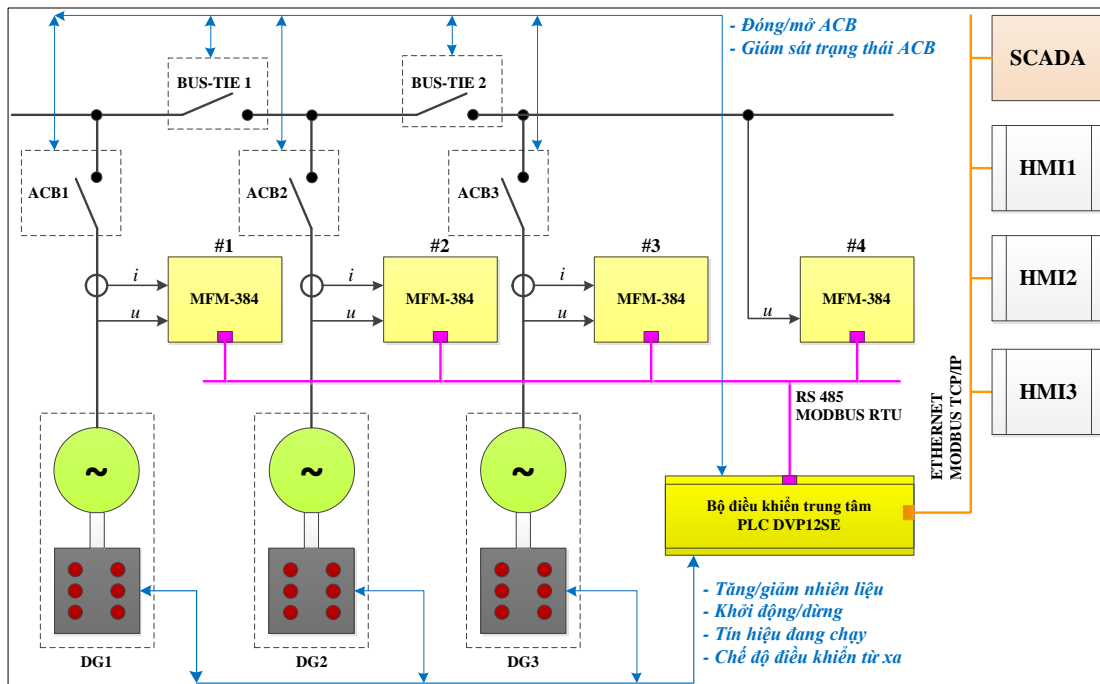 - Đóng/mở ACB
- Giám sát trạng thái ACB
SCADA
BUS-TIE 1
BUS-TIE 2
HMI1
ACB1
ACB2
ACB3
#1
#2
#3
#4
HMI2
i
MFM-384
i
MFM-384
i
MFM-384
MFM-384
u
u
u
u
HMI3
RS 485
MODBUS RTU
ETHERNET
MODBUS TCP/IP
~
~
~
Bộ điều khiển trung tâm
PLC DVP12SE
- Tăng/giảm nhiên liệu
- Khởi động/dừng
- Tín hiệu đang chạy
- Chế độ điều khiển từ xa
DG1
DG2
DG3